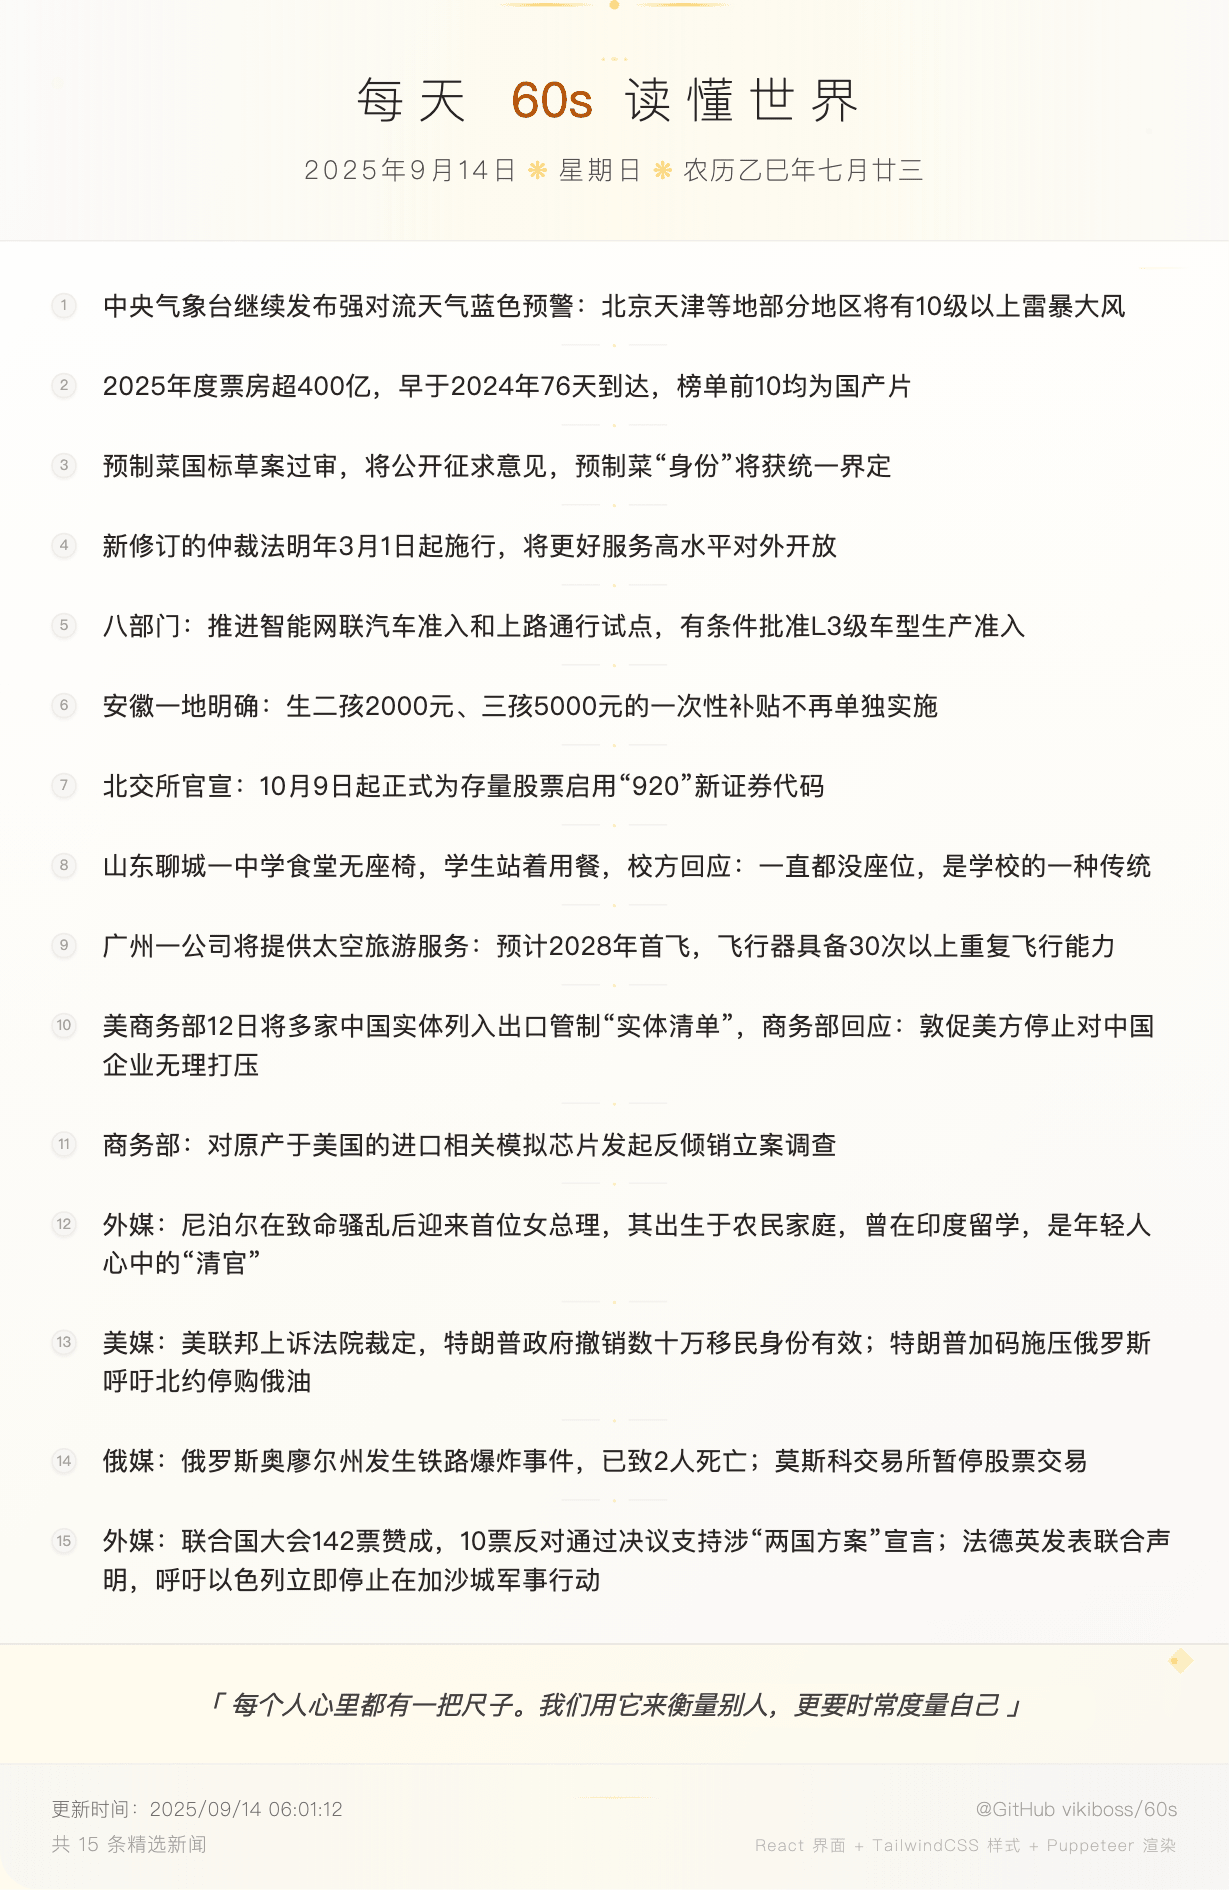 每天 60s 读懂世界
2025年9月14日 ❋ 星期日 ❋ 农历乙巳年七月廿三
1 中央气象台继续发布强对流天气蓝色预警：北京天津等地部分地区将有10级以上雷暴大风
2 2025年度票房超400亿，早于2024年76天到达，榜单前10均为国产片
3 预制菜国标草案过审，将公开征求意见，预制菜“身份”将获统一界定
4 新修订的仲裁法明年3月1日起施行，将更好服务高水平对外开放
5 八部门：推进智能网联汽车准入和上路通行试点，有条件批准L3级车型生产准入
6 安徽一地明确：生二孩2000元、三孩5000元的一次性补贴不再单独实施
7 北交所官宣：10月9日起正式为存量股票启用“920”新证券代码
8 山东聊城一中学食堂无座椅，学生站着用餐，校方回应：一直都没座位，是学校的一种传统
9 广州一公司将提供太空旅游服务：预计2028年首飞，飞行器具备30次以上重复飞行能力
10 美商务部12日将多家中国实体列入出口管制“实体清单”，商务部回应：敦促美方停止对中国
企业无理打压
11 商务部：对原产于美国的进口相关模拟芯片发起反倾销立案调查
12 外媒：尼泊尔在致命骚乱后迎来首位女总理，其出生于农民家庭，曾在印度留学，是年轻人
心中的“清官”
13 美媒：美联邦上诉法院裁定，特朗普政府撤销数十万移民身份有效；特朗普加码施压俄罗斯
呼吁北约停购俄油
14 俄媒：俄罗斯奥廖尔州发生铁路爆炸事件，已致2人死亡；莫斯科交易所暂停股票交易
15 外媒：联合国大会142票赞成，10票反对通过决议支持涉“两国方案”宣言；法德英发表联合声
明，呼吁以色列立即停止在加沙城军事行动
「 每个人心里都有一把尺子。我们用它来衡量别人，更要时常度量自己 」
更新时间：2025/09/14 06:01:12
@GitHub vikiboss/60s
共 15 条精选新闻
React 界面 + TailwindCSS 样式 + Puppeteer 渲染